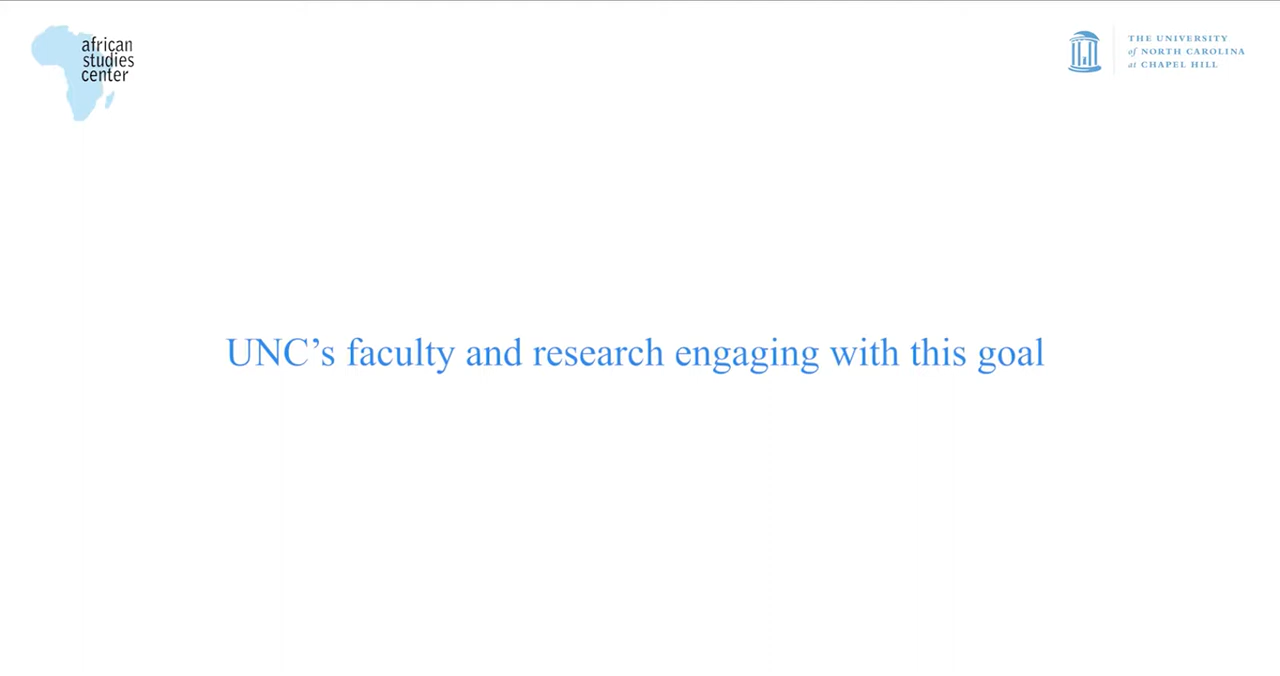 african
studies
center
THE UNIVERSITY
of NORTH CAROLINA
at CHAPEL HILL
UNC’s faculty and research engaging with this goal